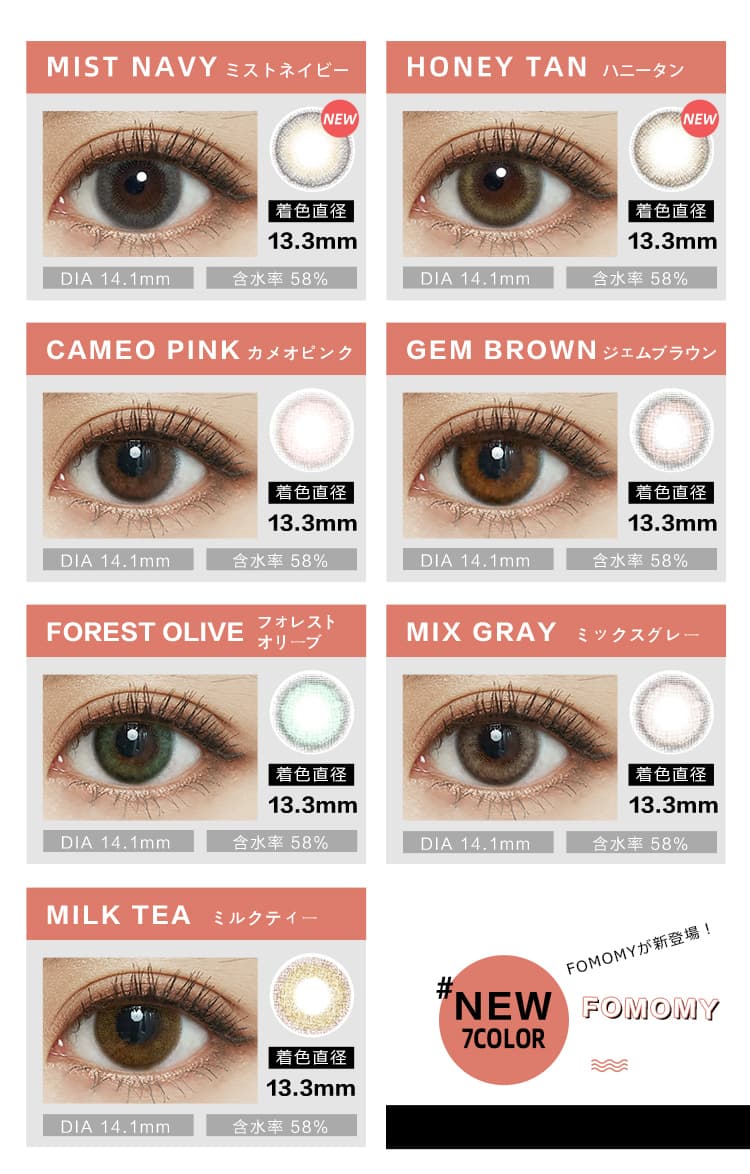 MIST NAVY ミストネイビー
NEW
着色直径
13.3mm
DIA 14.1mm
含水率 58%
HONEY TAN ハニータン
NEW
着色直径
13.3mm
DIA 14.1mm
含水率 58%
CAMEO PINK カメオピンク
着色直径
13.3mm
DIA 14.1mm
含水率 58%
GEM BROWN ジェムブラウン
着色直径
13.3mm
DIA 14.1mm
含水率 58%
FOREST OLIVE フォレスト
オリーブ
着色直径
13.3mm
DIA 14.1mm
含水率 58%
MIX GRAY ミックスグレー
着色直径
13.3mm
DIA 14.1mm
含水率 58%
MILK TEA ミルクティー
着色直径
13.3mm
DIA 14.1mm
含水率 58%
FOMOMYが新登場！
#NEW
7COLOR
FOMOMY